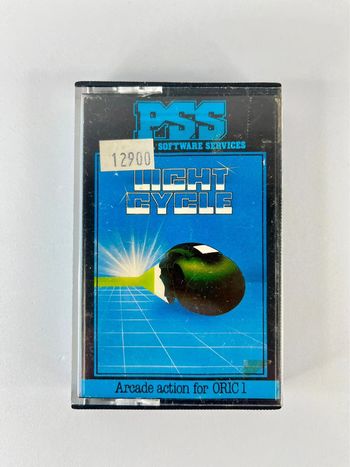 PSS
SOFTWARE SERVICES
12900
LIGHT
CYCLE
Arcade action for ORIC 1